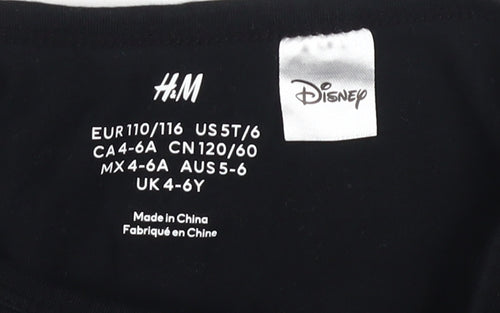 H&M
Disney
EUR 110/116 US 5T/6
CA 4-6A CN 120/60
MX 4-6A AUS 5-6
UK 4-6Y
Made in China
Fabriqué en Chine